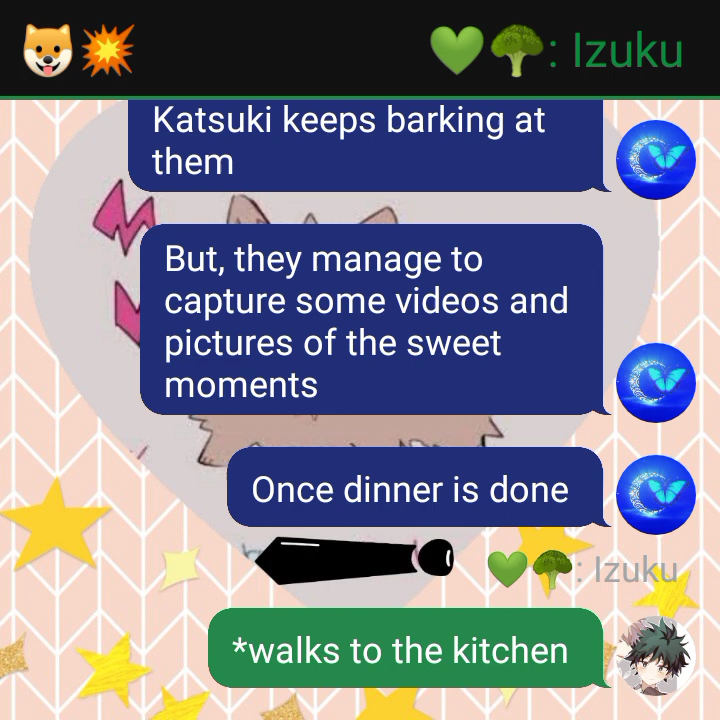 🐶💥 💚🥦: Izuku
Katsuki keeps barking at
them
But, they manage to
capture some videos and
pictures of the sweet
moments
Once dinner is done
💚🥦: Izuku
*walks to the kitchen